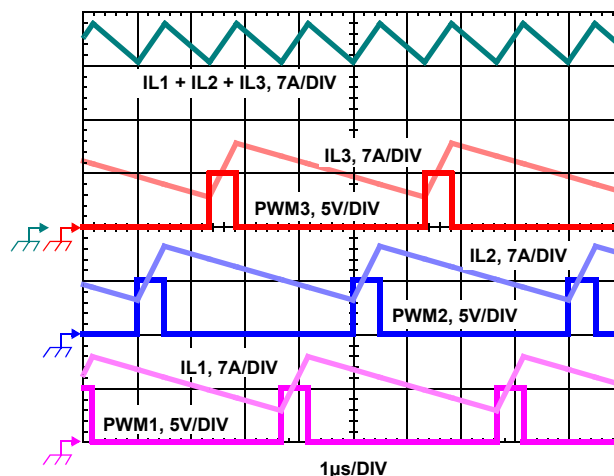 IL1 + IL2 + IL3, 7A/DIV
IL3, 7A/DIV
PWM3, 5V/DIV
IL2, 7A/DIV
PWM2, 5V/DIV
IL1, 7A/DIV
PWM1, 5V/DIV
1µs/DIV